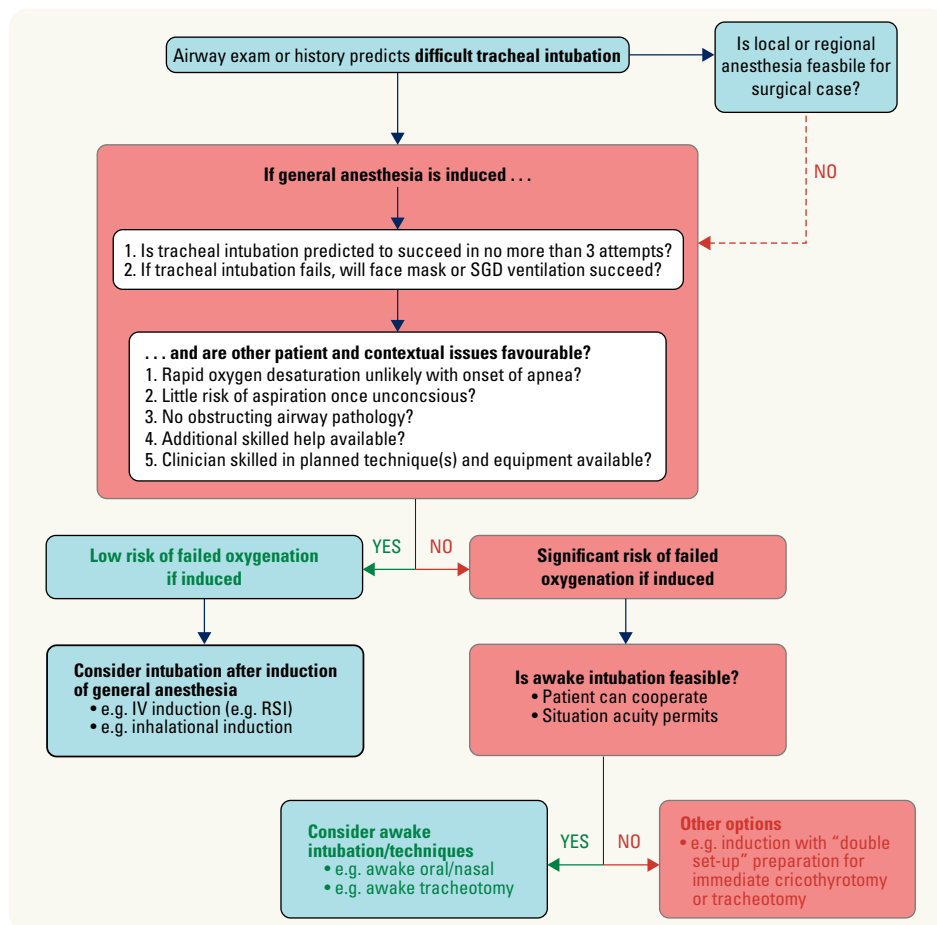 Airway exam or history predicts difficult tracheal intubation
Is local or regional
anesthesia feasbile for
surgical case?
NO
If general anesthesia is induced . . .
1. Is tracheal intubation predicted to succeed in no more than 3 attempts?
2. If tracheal intubation fails, will face mask or SGD ventilation succeed?
. . . and are other patient and contextual issues favourable?
1. Rapid oxygen desaturation unlikely with onset of apnea?
2. Little risk of aspiration once unconcsious?
3. No obstructing airway pathology?
4. Additional skilled help available?
5. Clinician skilled in planned technique(s) and equipment available?
YES
NO
Low risk of failed oxygenation
if induced
Significant risk of failed
oxygenation if induced
Consider intubation after induction
of general anesthesia
• e.g. IV induction (e.g. RSI)
• e.g. inhalational induction
Is awake intubation feasible?
• Patient can cooperate
• Situation acuity permits
YES
NO
Consider awake
intubation/techniques
• e.g. awake oral/nasal
• e.g. awake tracheotomy
Other options
• e.g. induction with “double
set-up” preparation for
immediate cricothyrotomy
or tracheotomy